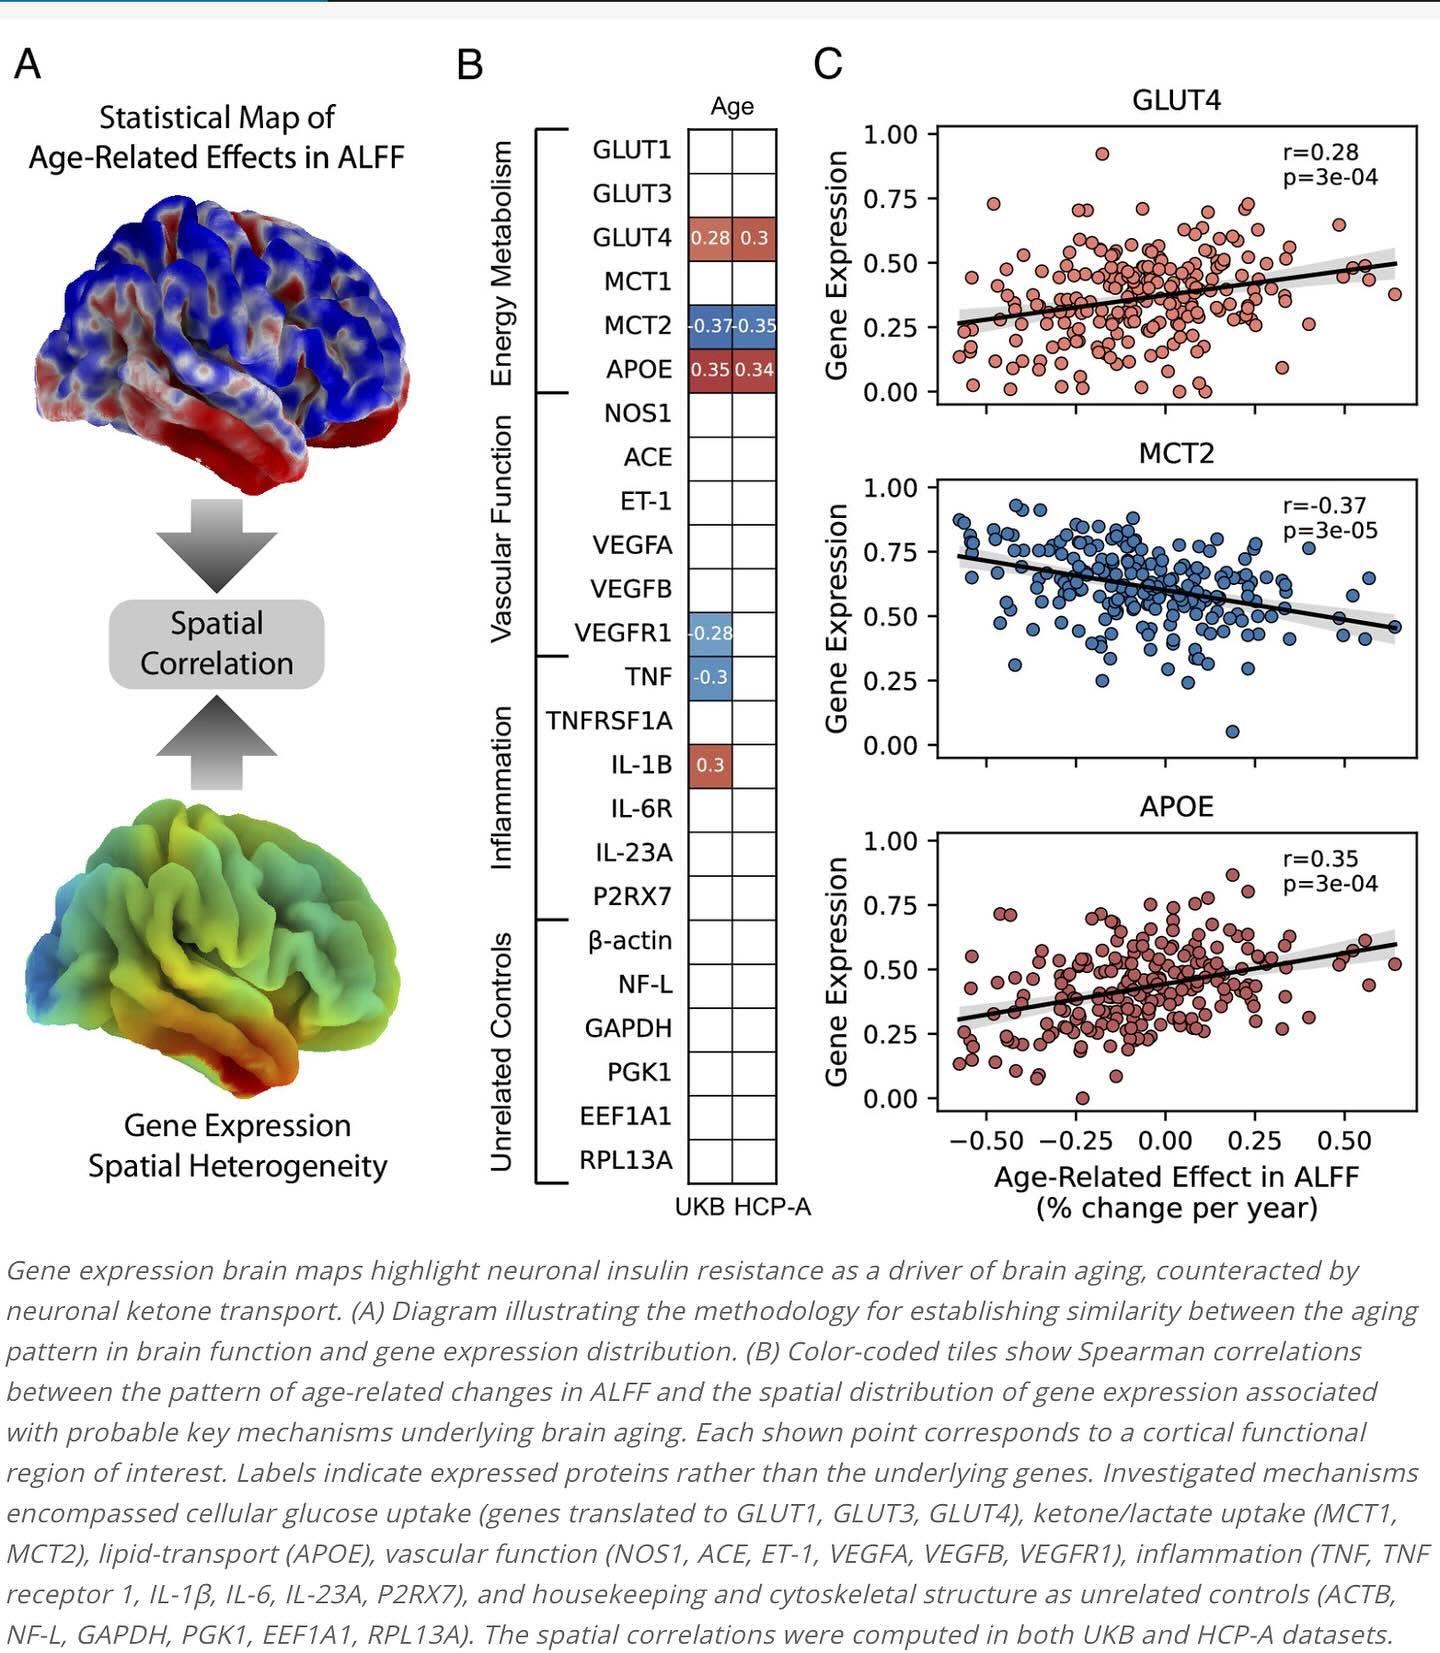 A
Statistical Map of
Age-Related Effects in ALFF
Spatial
Correlation
Gene Expression
Spatial Heterogeneity
B
Age
Energy Metabolism
GLUT1
GLUT3
GLUT4 0.28 0.3
MCT1
MCT2 -0.37 -0.35
APOE 0.35 0.34
Vascular Function
NOS1
ACE
ET-1
VEGFA
VEGFB
VEGFR1 -0.28
Inflammation
TNF -0.3
TNFRSF1A
IL-1B 0.3
IL-6R
IL-23A
P2RX7
Unrelated Controls
β-actin
NF-L
GAPDH
PGK1
EEF1A1
RPL13A
UKB HCP-A
C
GLUT4
Gene Expression
1.00
0.75
0.50
0.25
0.00
r=0.28
p=3e-04
MCT2
Gene Expression
1.00
0.75
0.50
0.25
0.00
r=-0.37
p=3e-05
APOE
Gene Expression
1.00
0.75
0.50
0.25
0.00
r=0.35
p=3e-04
−0.50 −0.25 0.00 0.25 0.50
Age-Related Effect in ALFF
(% change per year)
Gene expression brain maps highlight neuronal insulin resistance as a driver of brain aging, counteracted by
neuronal ketone transport. (A) Diagram illustrating the methodology for establishing similarity between the aging
pattern in brain function and gene expression distribution. (B) Color-coded tiles show Spearman correlations
between the pattern of age-related changes in ALFF and the spatial distribution of gene expression associated
with probable key mechanisms underlying brain aging. Each shown point corresponds to a cortical functional
region of interest. Labels indicate expressed proteins rather than the underlying genes. Investigated mechanisms
encompassed cellular glucose uptake (genes translated to GLUT1, GLUT3, GLUT4), ketone/lactate uptake (MCT1,
MCT2), lipid-transport (APOE), vascular function (NOS1, ACE, ET-1, VEGFA, VEGFB, VEGFR1), inflammation (TNF, TNF
receptor 1, IL-1β, IL-6, IL-23A, P2RX7), and housekeeping and cytoskeletal structure as unrelated controls (ACTB,
NF-L, GAPDH, PGK1, EEF1A1, RPL13A). The spatial correlations were computed in both UKB and HCP-A datasets.